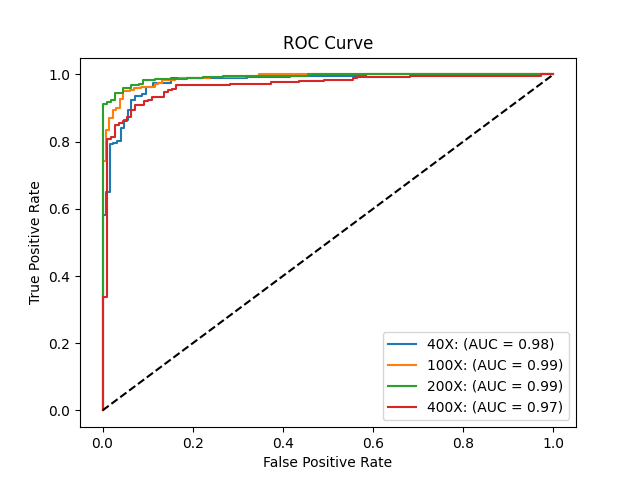 ROC Curve
True Positive Rate
1.0
0.8
0.6
0.4
0.2
0.0
40X: (AUC = 0.98)
100X: (AUC = 0.99)
200X: (AUC = 0.99)
400X: (AUC = 0.97)
0.0 0.2 0.4 0.6 0.8 1.0
False Positive Rate